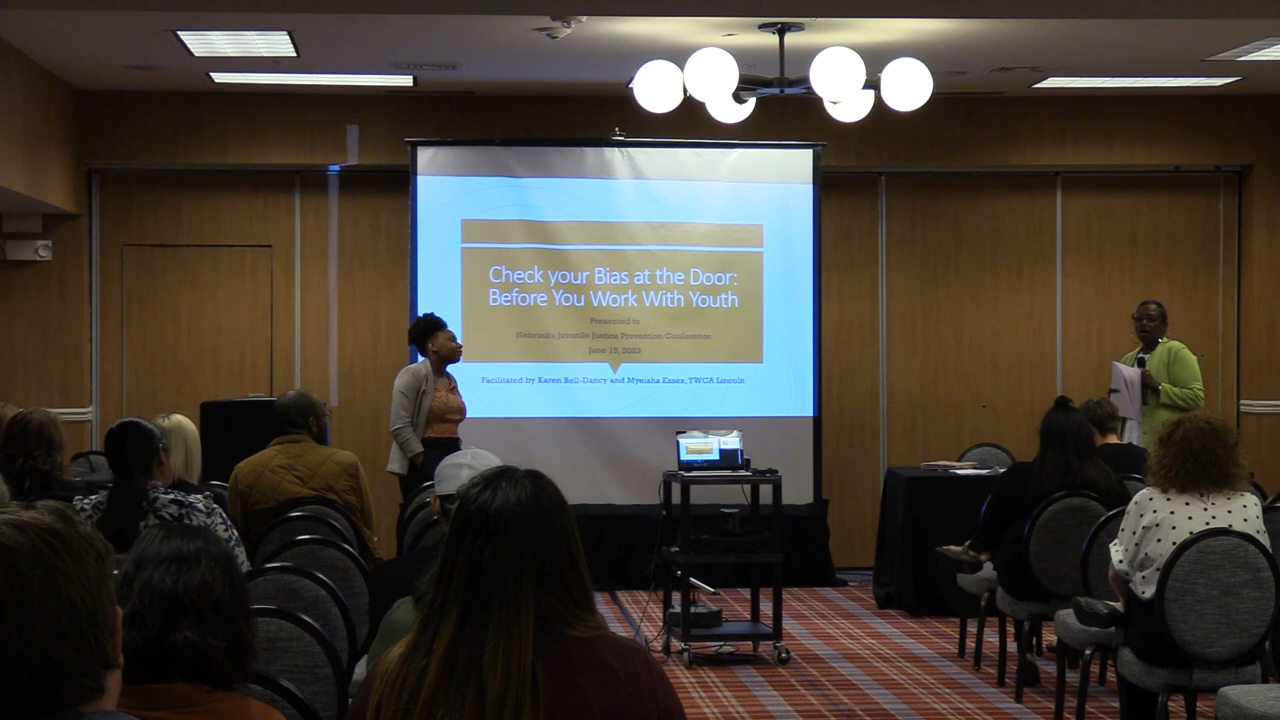 Check your Bias at the Door:
Before You Work With Youth
Presented to
Nebraska Juvenile Justice Prevention Conference
June 15, 2023
Facilitated by Karen Bell-Dancy and Myeisha Essex, YWCA Lincoln